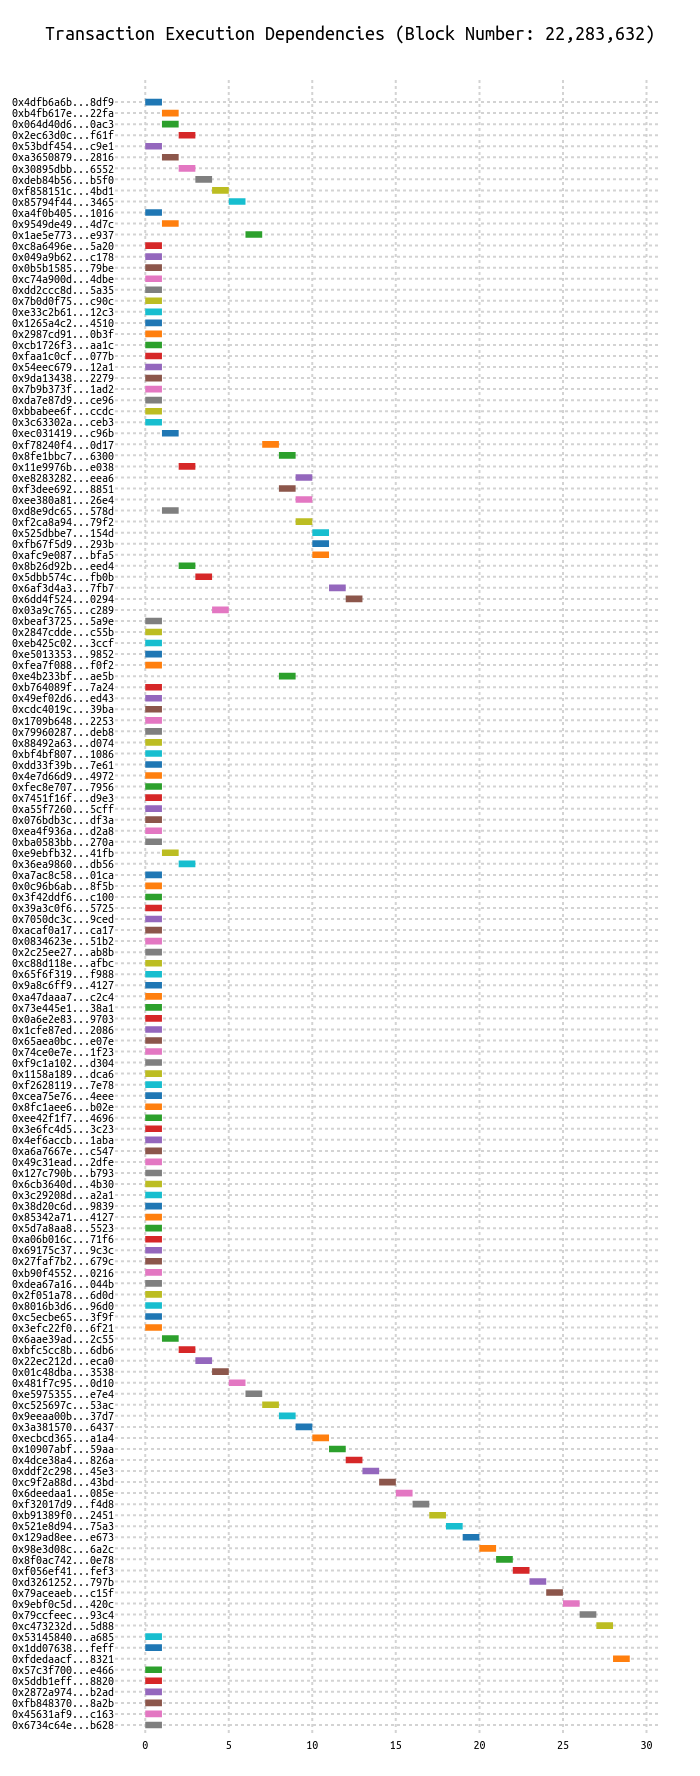 Transaction Execution Dependencies (Block Number: 22,283,632)
0x4dfb6a6b...8df9
0xb4fb617e...22fa
0x064d40d6...0ac3
0x2ec63d0c...f61f
0x53bdf454...c9e1
0xa3650879...2816
0x30895dbb...6552
0xdeb84b56...b5f0
0xf858151c...4bd1
0x85794f44...3465
0xa4f0b405...1016
0x9549de49...4d7c
0x1ae5e773...e937
0xc8a6496e...5a20
0x049a9b62...c178
0x0b5b1585...79be
0xc74a900d...4dbe
0xdd2ccc8d...5a35
0x7b0d0f75...c90c
0xe33c2b61...12c3
0x1265a4c2...4510
0x2987cd91...0b3f
0xcb1726f3...aa1c
0xfaa1c0cf...077b
0x54eec679...12a1
0x9da13438...2279
0x7b9b373f...1ad2
0xda7e87d9...ce96
0xbbabee6f...ccdc
0x3c63302a...ceb3
0xec031419...c96b
0xf78240f4...0d17
0x8fe1bbc7...6300
0x11e9976b...e038
0xe8283282...eea6
0xf3dee692...8851
0xee380a81...26e4
0xd8e9dc65...578d
0xf2ca8a94...79f2
0x525dbbe7...154d
0xfb67f5d9...293b
0xafc9e087...bfa5
0x8b26d92b...eed4
0x5dbb574c...fb0b
0x6af3d4a3...7fb7
0x6dd4f524...0294
0x03a9c765...c289
0xbeaf3725...5a9e
0x2847cdde...c55b
0xeb425c02...3ccf
0xe5013353...9852
0xfea7f088...f0f2
0xe4b233bf...ae5b
0xb764089f...7a24
0x49ef02d6...ed43
0xcdc4019c...39ba
0x1709b648...2253
0x79960287...deb8
0x88492a63...d074
0xbf4bf807...1086
0xdd33f39b...7e61
0x4e7d66d9...4972
0xfec8e707...7956
0x7451f16f...d9e3
0xa55f7260...5cff
0x076bdb3c...df3a
0xea4f936a...d2a8
0xba0583bb...270a
0xe9ebfb32...41fb
0x36ea9860...db56
0xa7ac8c58...01ca
0x0c96b6ab...8f5b
0x3f42ddf6...c100
0x39a3c0f6...5725
0x7050dc3c...9ced
0xacaf0a17...ca17
0x0834623e...51b2
0x2c25ee27...ab8b
0xc88d118e...afbc
0x65f6f319...f988
0x9a8c6ff9...4127
0xa47daaa7...c2c4
0x73e445e1...38a1
0x0a6e2e83...9703
0x1cfe87ed...2086
0x65aea0bc...e07e
0x74ce0e7e...1f23
0xf9c1a102...d304
0x1158a189...dca6
0xf2628119...7e78
0xcea75e76...4eee
0x8fc1aee6...b02e
0xee42f1f7...4696
0x3e6fc4d5...3c23
0x4ef6accb...1aba
0xa6a7667e...c547
0x49c31ead...2dfe
0x127c790b...b793
0x6cb3640d...4b30
0x3c29208d...a2a1
0x38d20c6d...9839
0x85342a71...4127
0x5d7a8aa8...5523
0xa06b016c...71f6
0x69175c37...9c3c
0x27faf7b2...679c
0xb90f4552...0216
0xdea67a16...044b
0x2f051a78...6d0d
0x8016b3d6...96d0
0xc5ecbe65...3f9f
0x3efc22f0...6f21
0x6aae39ad...2c55
0xbfc5cc8b...6db6
0x22ec212d...eca0
0x01c48dba...3538
0x481f7c95...0d10
0xe5975355...e7e4
0xc525697c...53ac
0x9eeaa00b...37d7
0x3a381570...6437
0xecbcd365...a1a4
0x10907abf...59aa
0x4dce38a4...826a
0xddf2c298...45e3
0xc9f2a88d...43bd
0x6deedaa1...085e
0xf32017d9...f4d8
0xb91389f0...2451
0x521e8d94...75a3
0x129ad8ee...e673
0x98e3d08c...6a2c
0x8f0ac742...0e78
0xf056ef41...fef3
0xd3261252...797b
0x79aceaeb...c15f
0x9ebf0c5d...420c
0x79ccfeec...93c4
0xc473232d...5d88
0x53145840...a685
0x1dd07638...feff
0xfdedaacf...8321
0x57c3f700...e466
0x5ddb1eff...8820
0x2872a974...b2ad
0xfb848370...8a2b
0x45631af9...c163
0x6734c64e...b628
0 5 10 15 20 25 30